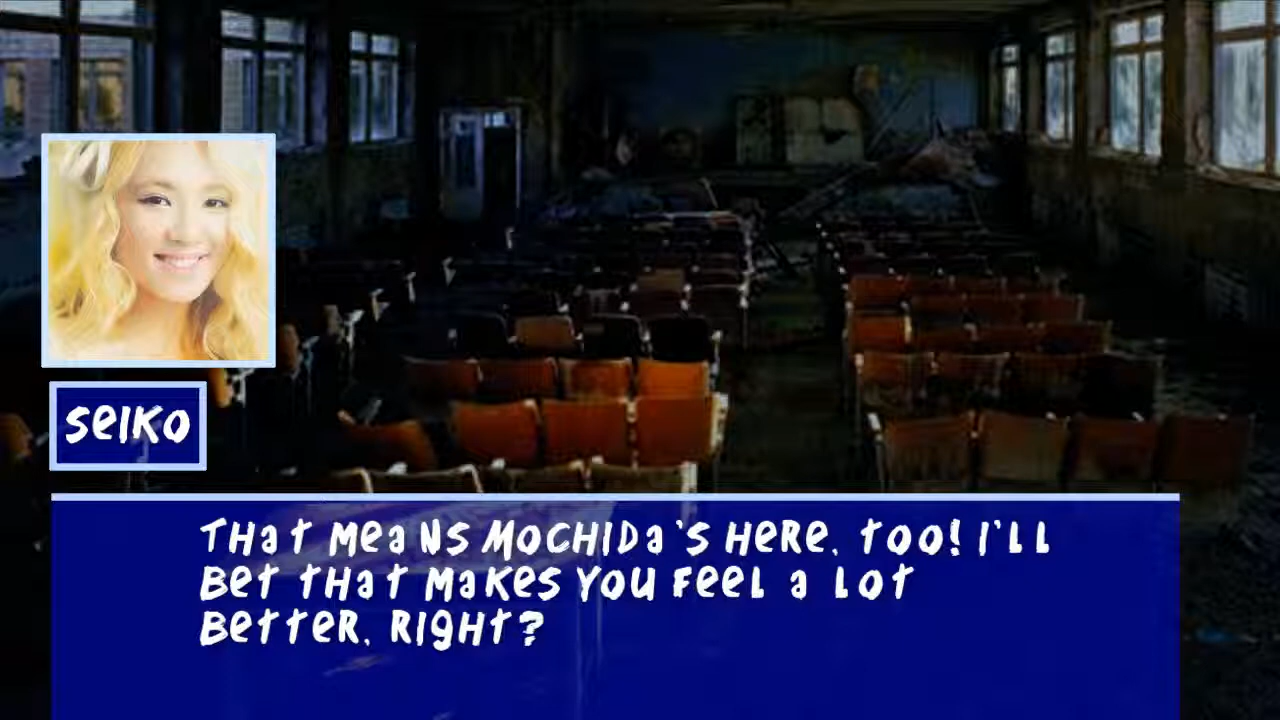 SeIKO
THat MeaNS MOCHIDa'S HeRe, tOO! I'LL
Bet tHat MaKeS YOU FeeL a LOt
BetteR, RIgHt?